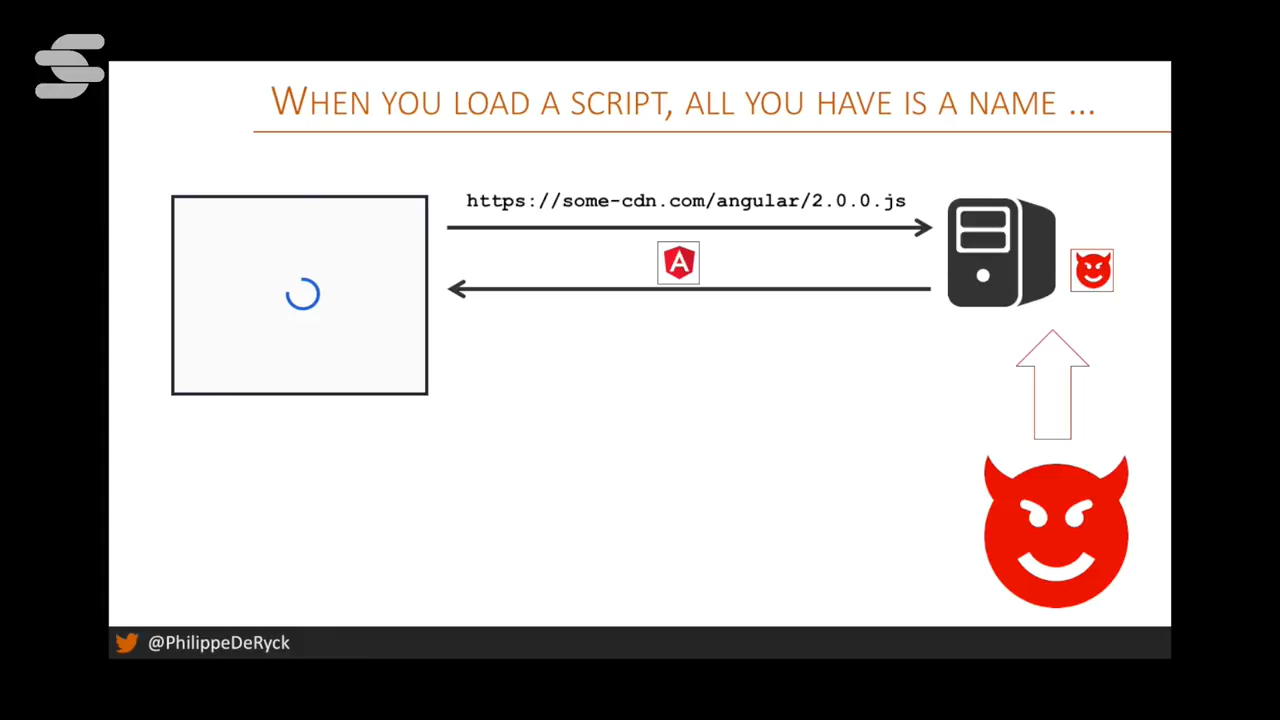 WHEN YOU LOAD A SCRIPT, ALL YOU HAVE IS A NAME ...
https://some-cdn.com/angular/2.0.0.js
A
@PhilippeDeRyck